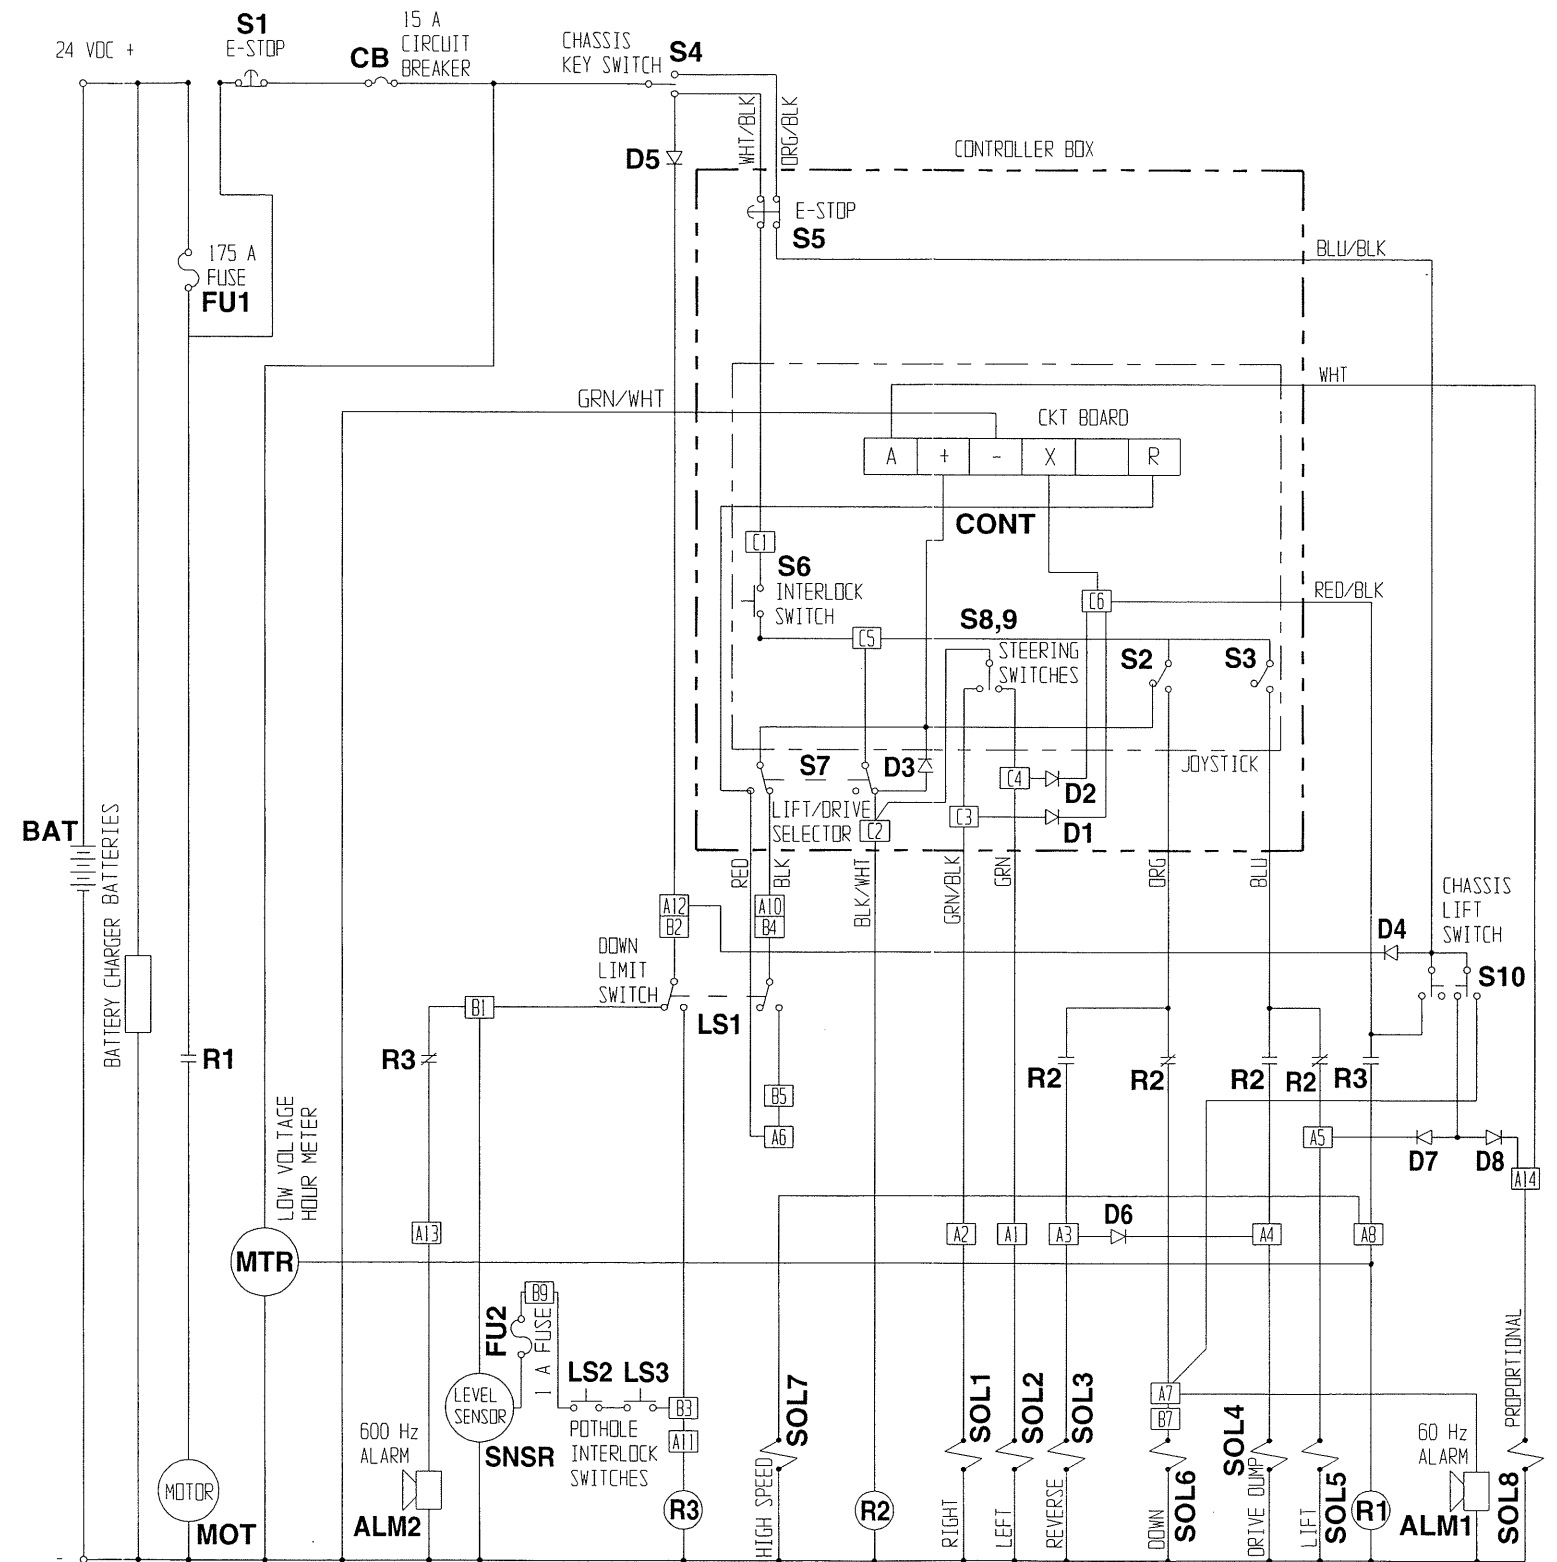 S1
E-STOP
24 VDC +
CB
15 A
CIRCUIT
BREAKER
CHASSIS
KEY SWITCH
S4
WHT/BLK
ORG/BLK
D5
CONTROLLER BOX
E-STOP
S5
BLU/BLK
175 A
FUSE
FU1
WHT
GRN/WHT
CKT BOARD
A
+
-
X
R
CONT
C1
S6
INTERLOCK
SWITCH
C6
RED/BLK
S8,9
C5
STEERING
SWITCHES
S2
S3
JOYSTICK
S7
D3
C4
D2
LIFT/DRIVE
SELECTOR
C2
C3
D1
BAT
BATTERY CHARGER
BATTERIES
RED
BLK
BLK/WHT
GRN/BLK
GRN
ORG
BLU
CHASSIS
LIFT
SWITCH
A12
B2
A10
B4
D4
S10
DOWN
LIMIT
SWITCH
LS1
B1
R1
R3
R2
R2
R2
R2
R3
B5
A6
A5
D7
D8
A14
LOW VOLTAGE
HOUR METER
A13
A2
A1
A3
D6
A4
A8
MTR
B9
FU2
1 A FUSE
LS2
LS3
B3
A11
POTHOLE
INTERLOCK
SWITCHES
LEVEL
SENSOR
SNSR
600 Hz
ALARM
ALM2
MOTOR
MOT
R3
SOL7
HIGH SPEED
R2
SOL1
RIGHT
SOL2
LEFT
SOL3
REVERSE
A7
B7
SOL6
DOWN
SOL4
DRIVE DUMP
SOL5
LIFT
R1
60 Hz
ALARM
ALM1
PROPORTIONAL
SOL8
-